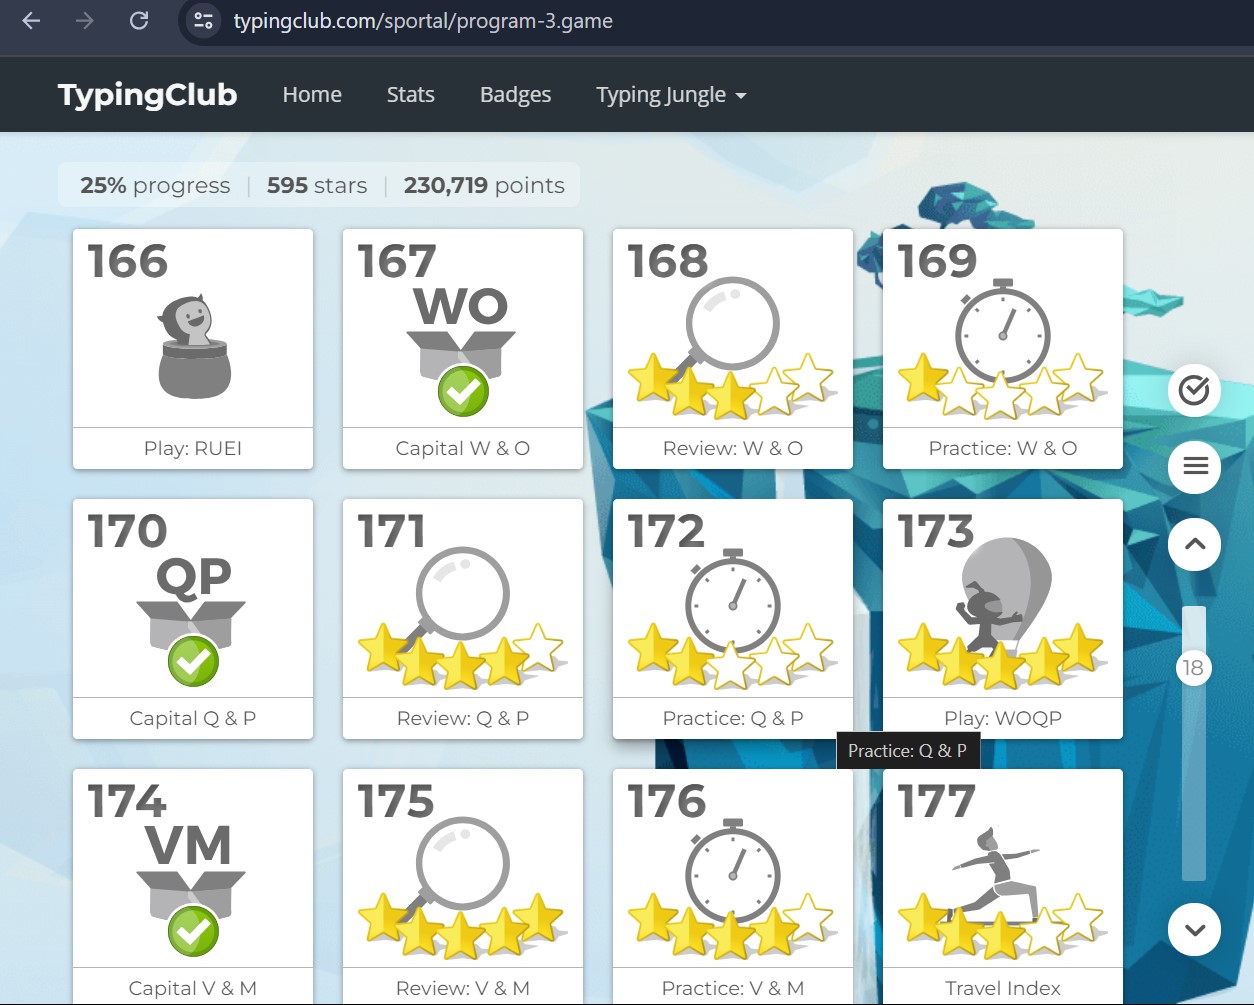 typingclub.com/sportal/program-3.game
TypingClub Home Stats Badges Typing Jungle
25% progress | 595 stars | 230,719 points
166 167 168 169
WO
Play: RUEI Capital W & O Review: W & O Practice: W & O
170 171 172 173
QP
18
Capital Q & P Review: Q & P Practice: Q & P Play: WOQP
Practice: Q & P
174 175 176 177
VM
Capital V & M Review: V & M Practice: V & M Travel Index